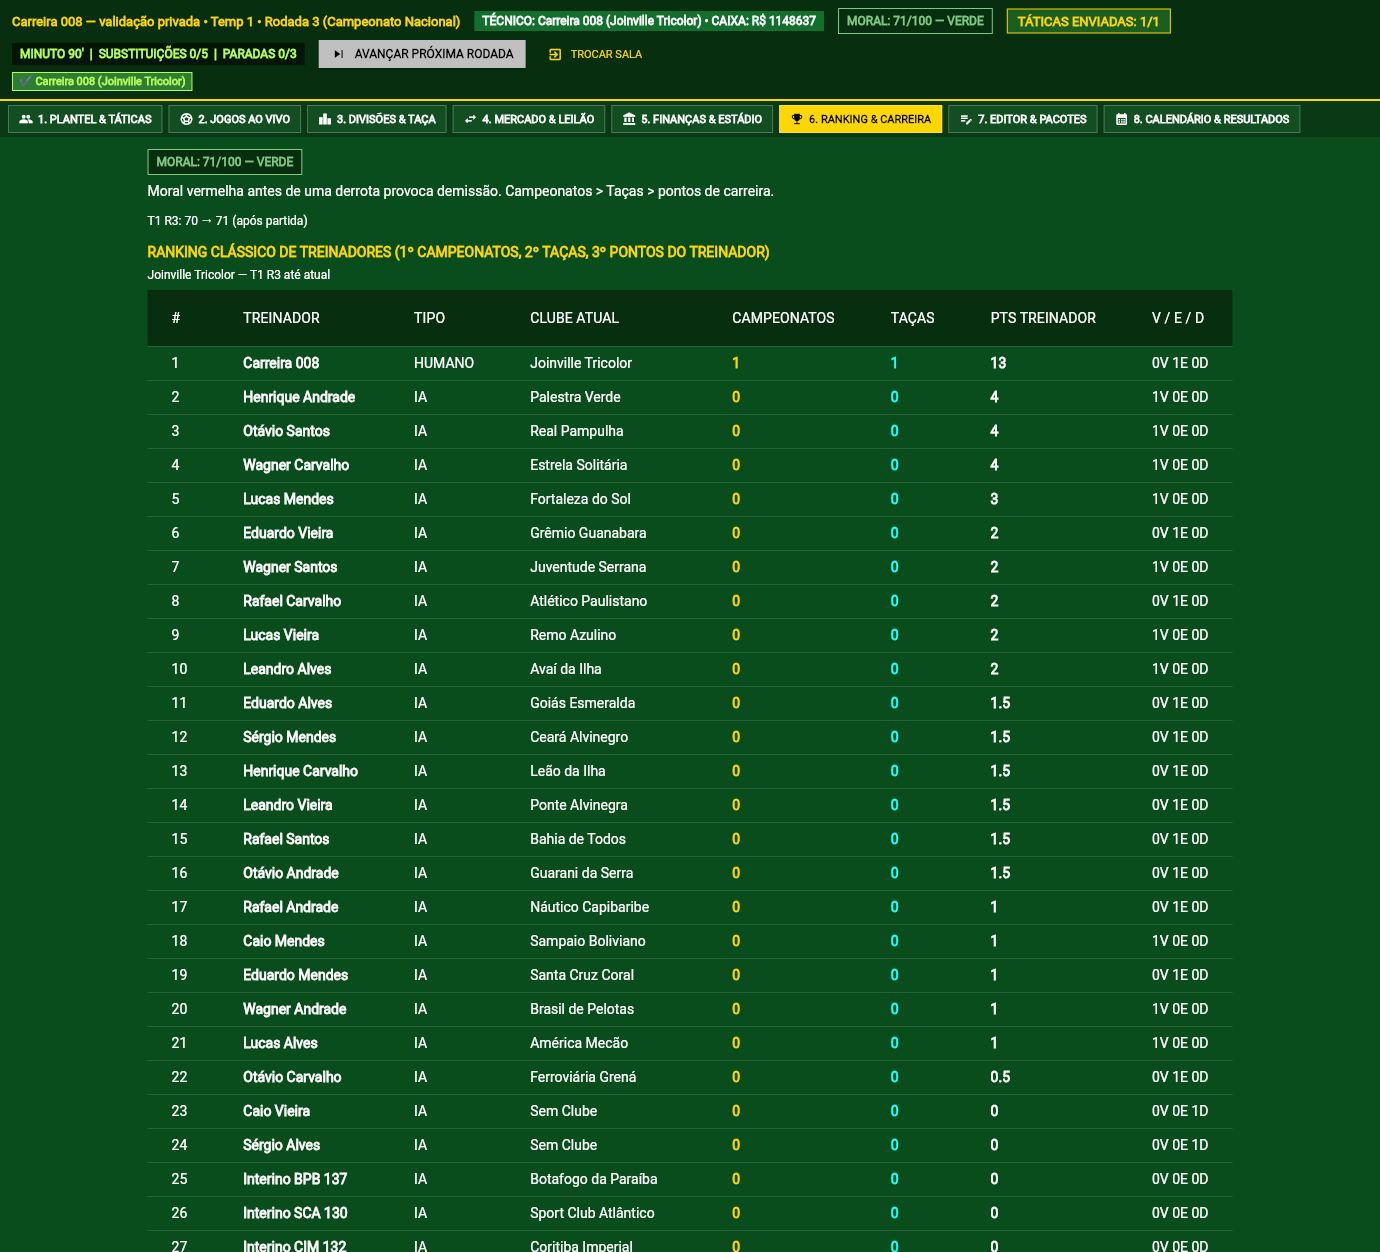 Carreira 008 — validação privada • Temp 1 • Rodada 3 (Campeonato Nacional) TÉCNICO: Carreira 008 (Joinville Tricolor) • CAIXA: R$ 1148637 MORAL: 71/100 — VERDE TÁTICAS ENVIADAS: 1/1
MINUTO 90' | SUBSTITUIÇÕES 0/5 | PARADAS 0/3 AVANÇAR PRÓXIMA RODADA TROCAR SALA
Carreira 008 (Joinville Tricolor)
1. PLANTEL & TÁTICAS 2. JOGOS AO VIVO 3. DIVISÕES & TAÇA 4. MERCADO & LEILÃO 5. FINANÇAS & ESTÁDIO 6. RANKING & CARREIRA 7. EDITOR & PACOTES 8. CALENDÁRIO & RESULTADOS
MORAL: 71/100 — VERDE
Moral vermelha antes de uma derrota provoca demissão. Campeonatos > Taças > pontos de carreira.
T1 R3: 70 → 71 (após partida)
RANKING CLÁSSICO DE TREINADORES (1º CAMPEONATOS, 2º TAÇAS, 3º PONTOS DO TREINADOR)
Joinville Tricolor — T1 R3 até atual
# TREINADOR TIPO CLUBE ATUAL CAMPEONATOS TAÇAS PTS TREINADOR V / E / D
1 Carreira 008 HUMANO Joinville Tricolor 1 1 13 0V 1E 0D
2 Henrique Andrade IA Palestra Verde 0 0 4 1V 0E 0D
3 Otávio Santos IA Real Pampulha 0 0 4 1V 0E 0D
4 Wagner Carvalho IA Estrela Solitária 0 0 4 1V 0E 0D
5 Lucas Mendes IA Fortaleza do Sol 0 0 3 1V 0E 0D
6 Eduardo Vieira IA Grêmio Guanabara 0 0 2 0V 1E 0D
7 Wagner Santos IA Juventude Serrana 0 0 2 1V 0E 0D
8 Rafael Carvalho IA Atlético Paulistano 0 0 2 0V 1E 0D
9 Lucas Vieira IA Remo Azulino 0 0 2 1V 0E 0D
10 Leandro Alves IA Avaí da Ilha 0 0 2 1V 0E 0D
11 Eduardo Alves IA Goiás Esmeralda 0 0 1.5 0V 1E 0D
12 Sérgio Mendes IA Ceará Alvinegro 0 0 1.5 0V 1E 0D
13 Henrique Carvalho IA Leão da Ilha 0 0 1.5 0V 1E 0D
14 Leandro Vieira IA Ponte Alvinegra 0 0 1.5 0V 1E 0D
15 Rafael Santos IA Bahia de Todos 0 0 1.5 0V 1E 0D
16 Otávio Andrade IA Guarani da Serra 0 0 1.5 0V 1E 0D
17 Rafael Andrade IA Náutico Capibaribe 0 0 1 0V 1E 0D
18 Caio Mendes IA Sampaio Boliviano 0 0 1 1V 0E 0D
19 Eduardo Mendes IA Santa Cruz Coral 0 0 1 0V 1E 0D
20 Wagner Andrade IA Brasil de Pelotas 0 0 1 1V 0E 0D
21 Lucas Alves IA América Mecão 0 0 1 1V 0E 0D
22 Otávio Carvalho IA Ferroviária Grená 0 0 0.5 0V 1E 0D
23 Caio Vieira IA Sem Clube 0 0 0 0V 0E 1D
24 Sérgio Alves IA Sem Clube 0 0 0 0V 0E 1D
25 Interino BPB 137 IA Botafogo da Paraíba 0 0 0 0V 0E 0D
26 Interino SCA 130 IA Sport Club Atlântico 0 0 0 0V 0E 0D
27 Interino CIM 132 IA Coritiba Imperial 0 0 0 0V 0E 0D